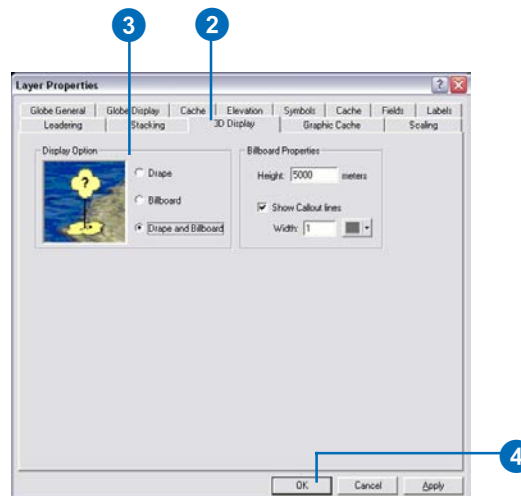 3 2
Layer Properties
Globe General Globe Display Cache Elevation Symbols Cache Fields Labels
Leadering Stacking 3D Display Graphic Cache Scaling
Display Option
?
Drape
Billboard
Drape and Billboard
Billboard Properties
Height: 5000 meters
Show Callout lines
Width: 1
4
OK Cancel Apply